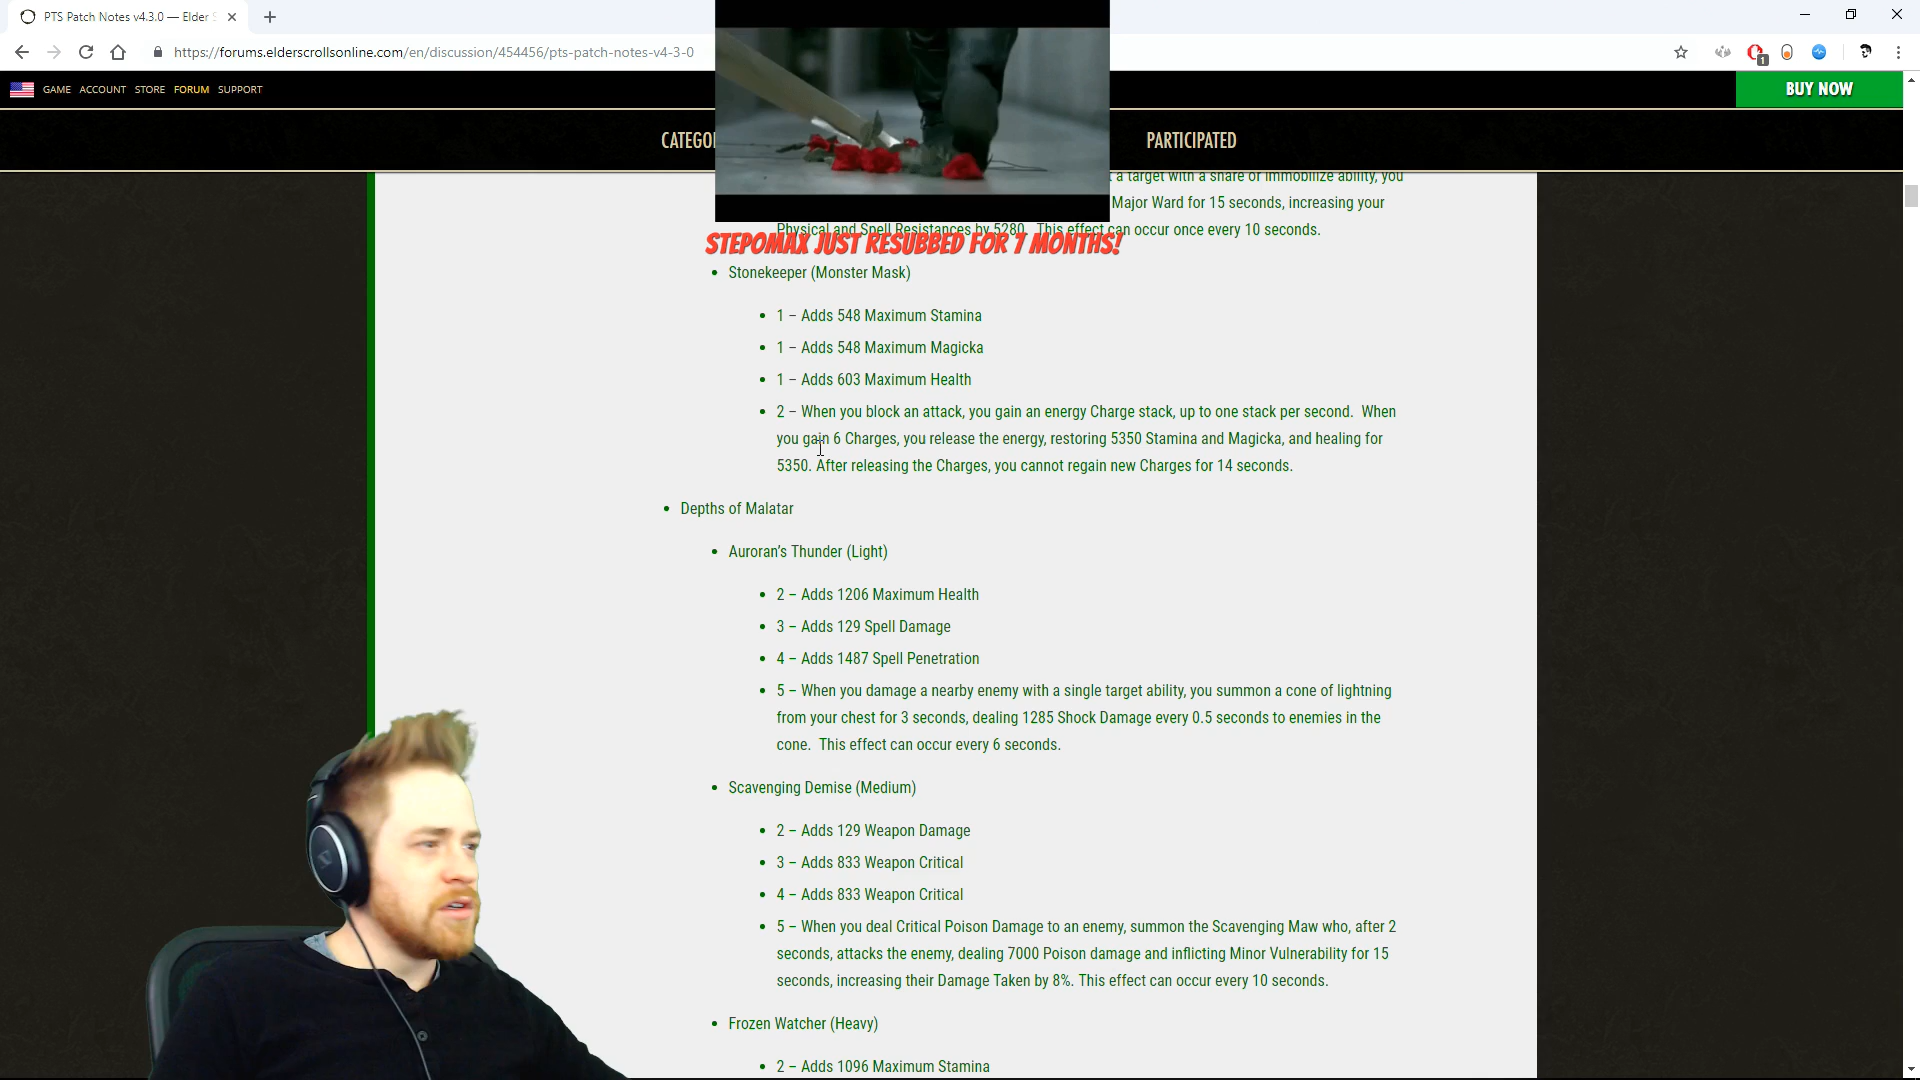 PTS Patch Notes v4.3.0 — Elder S
https://forums.elderscrollsonline.com/en/discussion/454456/pts-patch-notes-v4-3-0
1
GAME ACCOUNT STORE FORUM SUPPORT
BUY NOW
CATEGO
PARTICIPATED
a target with a snare or immobilize ability, you
Major Ward for 15 seconds, increasing your
Physical and Spell Resistances by 5280. This effect can occur once every 10 seconds.
STEPOMAX JUST RESUBBED FOR 7 MONTHS!
• Stonekeeper (Monster Mask)
• 1 – Adds 548 Maximum Stamina
• 1 – Adds 548 Maximum Magicka
• 1 – Adds 603 Maximum Health
• 2 – When you block an attack, you gain an energy Charge stack, up to one stack per second. When
you gain 6 Charges, you release the energy, restoring 5350 Stamina and Magicka, and healing for
5350. After releasing the Charges, you cannot regain new Charges for 14 seconds.
• Depths of Malatar
• Auroran's Thunder (Light)
• 2 – Adds 1206 Maximum Health
• 3 – Adds 129 Spell Damage
• 4 – Adds 1487 Spell Penetration
• 5 – When you damage a nearby enemy with a single target ability, you summon a cone of lightning
from your chest for 3 seconds, dealing 1285 Shock Damage every 0.5 seconds to enemies in the
cone. This effect can occur every 6 seconds.
• Scavenging Demise (Medium)
• 2 – Adds 129 Weapon Damage
• 3 – Adds 833 Weapon Critical
• 4 – Adds 833 Weapon Critical
• 5 – When you deal Critical Poison Damage to an enemy, summon the Scavenging Maw who, after 2
seconds, attacks the enemy, dealing 7000 Poison damage and inflicting Minor Vulnerability for 15
seconds, increasing their Damage Taken by 8%. This effect can occur every 10 seconds.
• Frozen Watcher (Heavy)
• 2 – Adds 1096 Maximum Stamina